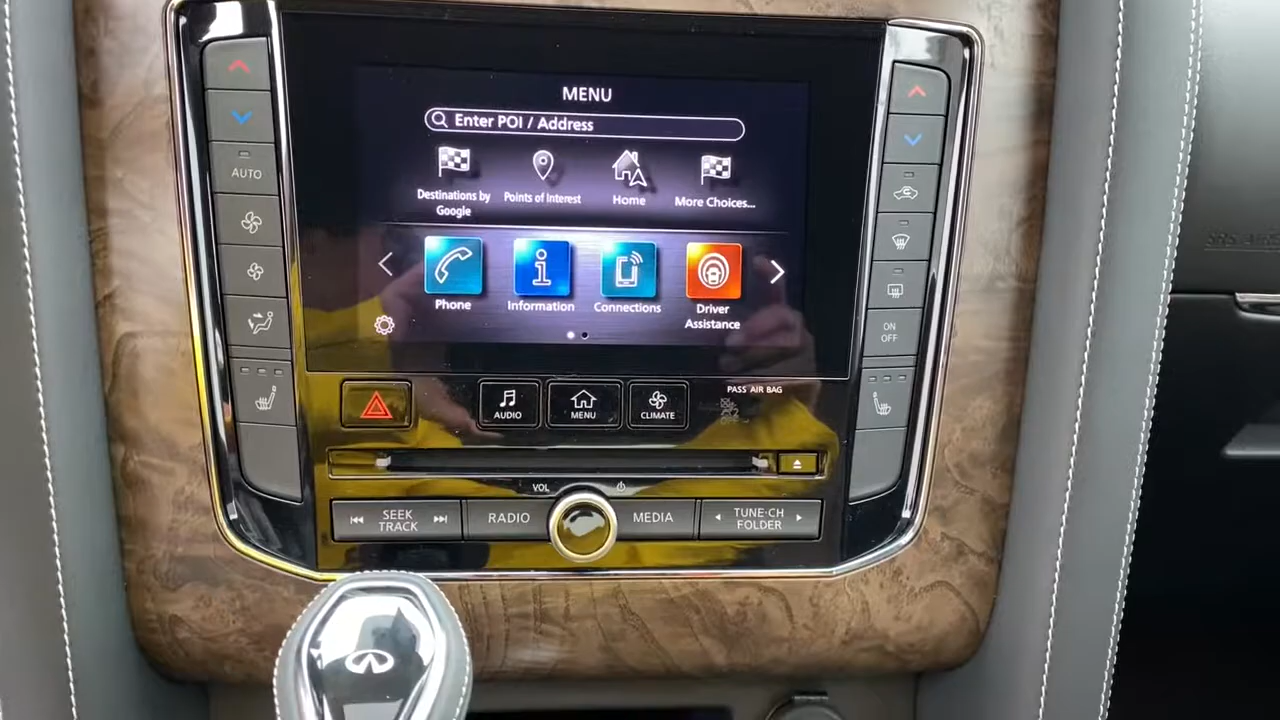 MENU
Enter POI / Address
Destinations by
Google
Points of Interest
Home
More Choices...
Phone
Information
Connections
Driver
Assistance
AUTO
ON
OFF
AUDIO
MENU
CLIMATE
PASS AIR BAG
VOL
SEEK
TRACK
RADIO
MEDIA
TUNE·CH
FOLDER